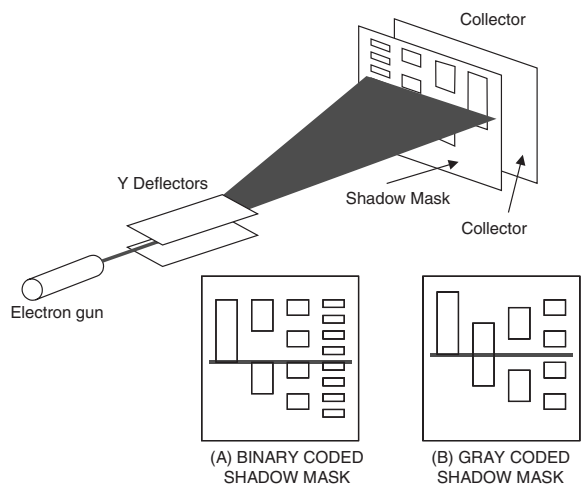 Collector
Y Deflectors
Shadow Mask
Collector
Electron gun
(A) BINARY CODED
SHADOW MASK
(B) GRAY CODED
SHADOW MASK